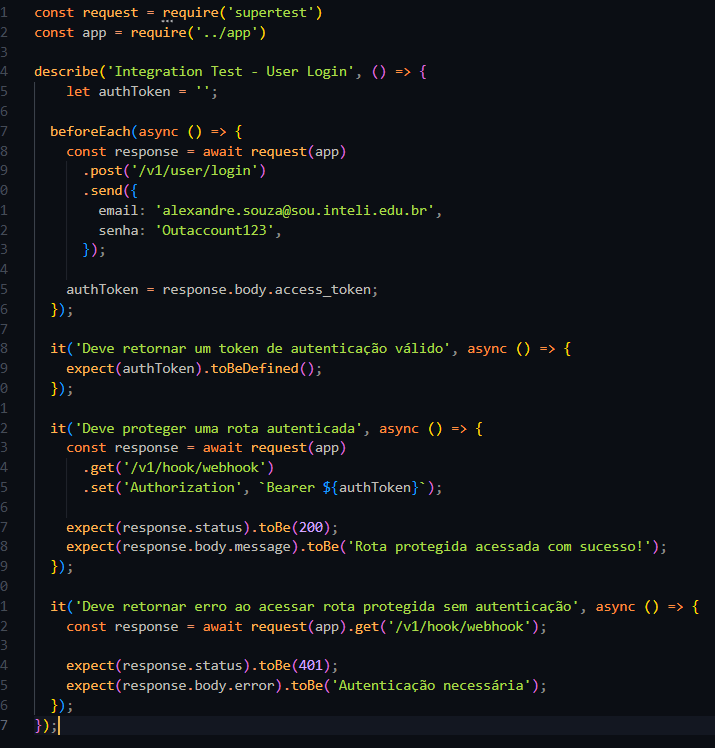 1 const request = require('supertest')
2 const app = require('../app')
3
4 describe('Integration Test - User Login', () => {
5 let authToken = '';
6
7 beforeEach(async () => {
8 const response = await request(app)
9 .post('/v1/user/login')
0 .send({
1 email: 'alexandre.souza@sou.inteli.edu.br',
2 senha: 'Outaccount123',
3 });
4
5 authToken = response.body.access_token;
6 });
7
8 it('Deve retornar um token de autenticação válido', async () => {
9 expect(authToken).toBeDefined();
0 });
1
2 it('Deve proteger uma rota autenticada', async () => {
3 const response = await request(app)
4 .get('/v1/hook/webhook')
5 .set('Authorization', `Bearer ${authToken}`);
6
7 expect(response.status).toBe(200);
8 expect(response.body.message).toBe('Rota protegida acessada com sucesso!');
9 });
0
1 it('Deve retornar erro ao acessar rota protegida sem autenticação', async () => {
2 const response = await request(app).get('/v1/hook/webhook');
3
4 expect(response.status).toBe(401);
5 expect(response.body.error).toBe('Autenticação necessária');
6 });
7 });